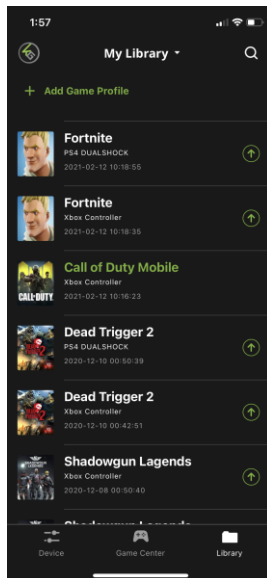 1:57
My Library
+ Add Game Profile
Fortnite
PS4 DUALSHOCK
2021-02-12 10:18:55
Fortnite
Xbox Controller
2021-02-12 10:18:35
Call of Duty Mobile
Xbox Controller
2021-02-12 10:16:23
CALL·DUTY
Dead Trigger 2
PS4 DUALSHOCK
2020-12-10 00:50:39
Dead Trigger 2
Xbox Controller
2020-12-10 00:42:51
Shadowgun Lagends
Xbox Controller
2020-12-08 00:50:40
Device
Game Center
Library